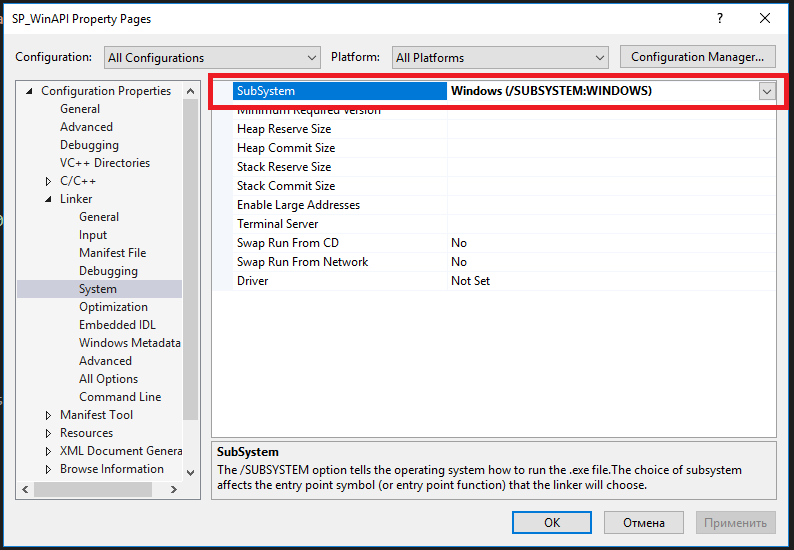 SP_WinAPI Property Pages
Configuration: All Configurations Platform: All Platforms Configuration Manager...
Configuration Properties
General
Advanced
Debugging
VC++ Directories
C/C++
Linker
General
Input
Manifest File
Debugging
System
Optimization
Embedded IDL
Windows Metadata
Advanced
All Options
Command Line
Manifest Tool
Resources
XML Document Genera
Browse Information
SubSystem Windows (/SUBSYSTEM:WINDOWS)
Minimum Required Version
Heap Reserve Size
Heap Commit Size
Stack Reserve Size
Stack Commit Size
Enable Large Addresses
Terminal Server
Swap Run From CD No
Swap Run From Network No
Driver Not Set
SubSystem
The /SUBSYSTEM option tells the operating system how to run the .exe file.The choice of subsystem
affects the entry point symbol (or entry point function) that the linker will choose.
OK Отмена Применить